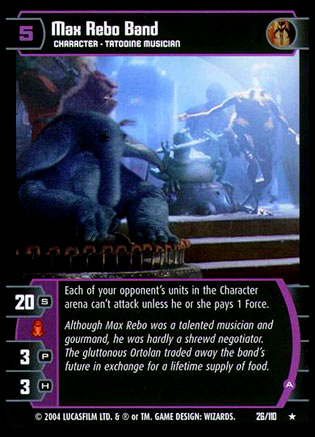 5
Max Rebo Band
CHARACTER - TATOOINE MUSICIAN
Each of your opponent's units in the Character
arena can't attack unless he or she pays 1 Force.
20 S
Although Max Rebo was a talented musician and
gourmand, he was hardly a shrewd negotiator.
The gluttonous Ortolan traded away the band's
future in exchange for a lifetime supply of food.
3 P
3 H
A
© 2004 LUCASFILM LTD. & ® or TM. GAME DESIGN: WIZARDS.
26/110 ★